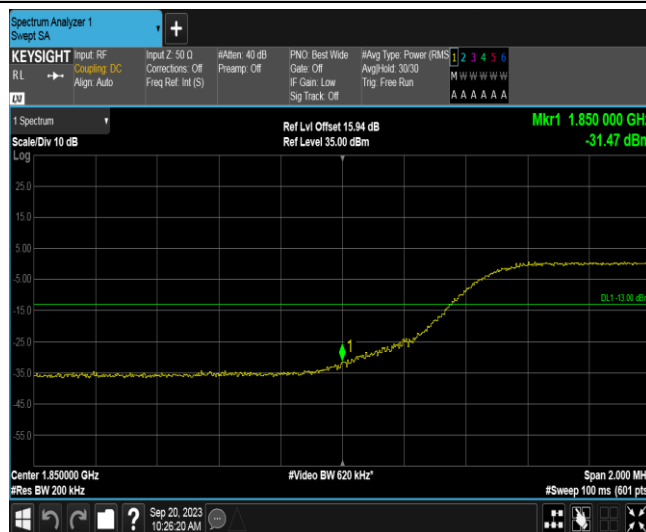 Spectrum Analyzer 1
Swept SA
+
KEYSIGHT
RL
LXI
Input: RF
Coupling: DC
Align: Auto
Input Z: 50 Ω
Corrections: Off
Freq Ref: Int (S)
#Atten: 40 dB
Preamp: Off
PNO: Best Wide
Gate: Off
IF Gain: Low
Sig Track: Off
#Avg Type: Power (RMS
Avg|Hold: 30/30
Trig: Free Run
1 2 3 4 5 6
M W W W W W
A A A A A A
1 Spectrum
Scale/Div 10 dB
Ref Lvl Offset 15.94 dB
Ref Level 35.00 dBm
Mkr1 1.850 000 GHz
-31.47 dBm
Log
25.0
15.0
5.00
-5.00
-15.0
-25.0
-35.0
-45.0
-55.0
DL1 -13.00 dBm
1
Center 1.850000 GHz
#Res BW 200 kHz
#Video BW 620 kHz*
Span 2.000 MH
#Sweep 100 ms (601 pts
?
Sep 20, 2023
10:26:20 AM